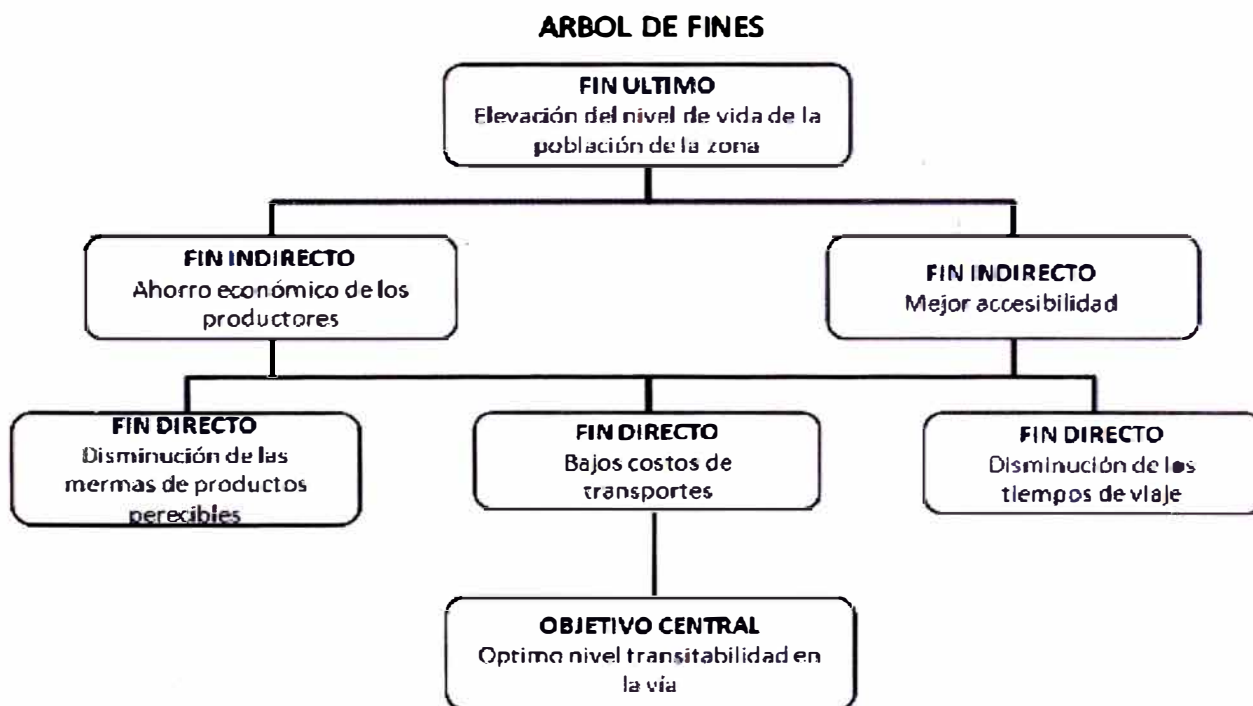 ARBOL DE FINES
FIN ULTIMO
Elevación del nivel de vida de la
población de la zona
FIN INDIRECTO
Ahorro económico de los
productores
FIN INDIRECTO
Mejor accesibilidad
FIN DIRECTO
Disminución de las
mermas de productos
perecibles
FIN DIRECTO
Bajos costos de
transportes
FIN DIRECTO
Disminución de los
tiempos de viaje
OBJETIVO CENTRAL
Optimo nivel transitabilidad en
la vía